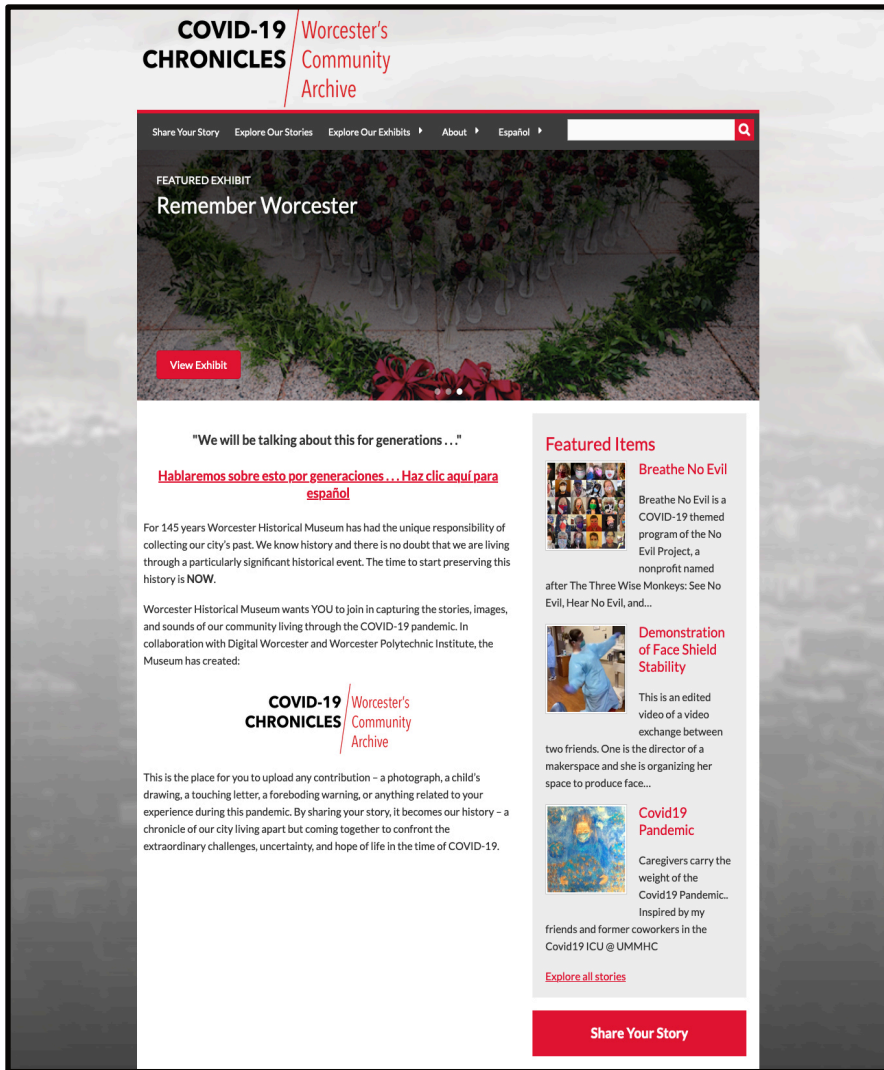 COVID-19
CHRONICLES
Worcester's
Community
Archive
Share Your Story
Explore Our Stories
Explore Our Exhibits
About
Español
FEATURED EXHIBIT
Remember Worcester
View Exhibit
"We will be talking about this for generations . . ."
Hablaremos sobre esto por generaciones . . . Haz clic aquí para
español
For 145 years Worcester Historical Museum has had the unique responsibility of
collecting our city's past. We know history and there is no doubt that we are living
through a particularly significant historical event. The time to start preserving this
history is NOW.
Worcester Historical Museum wants YOU to join in capturing the stories, images,
and sounds of our community living through the COVID-19 pandemic. In
collaboration with Digital Worcester and Worcester Polytechnic Institute, the
Museum has created:
COVID-19
CHRONICLES
Worcester's
Community
Archive
This is the place for you to upload any contribution – a photograph, a child's
drawing, a touching letter, a foreboding warning, or anything related to your
experience during this pandemic. By sharing your story, it becomes our history – a
chronicle of our city living apart but coming together to confront the
extraordinary challenges, uncertainty, and hope of life in the time of COVID-19.
Featured Items
Breathe No Evil
Breathe No Evil is a
COVID-19 themed
program of the No
Evil Project, a
nonprofit named
after The Three Wise Monkeys: See No
Evil, Hear No Evil, and...
Demonstration
of Face Shield
Stability
This is an edited
video of a video
exchange between
two friends. One is the director of a
makerspace and she is organizing her
space to produce face...
Covid19
Pandemic
Caregivers carry the
weight of the
Covid19 Pandemic..
Inspired by my
friends and former coworkers in the
Covid19 ICU @ UMMHC
Explore all stories
Share Your Story